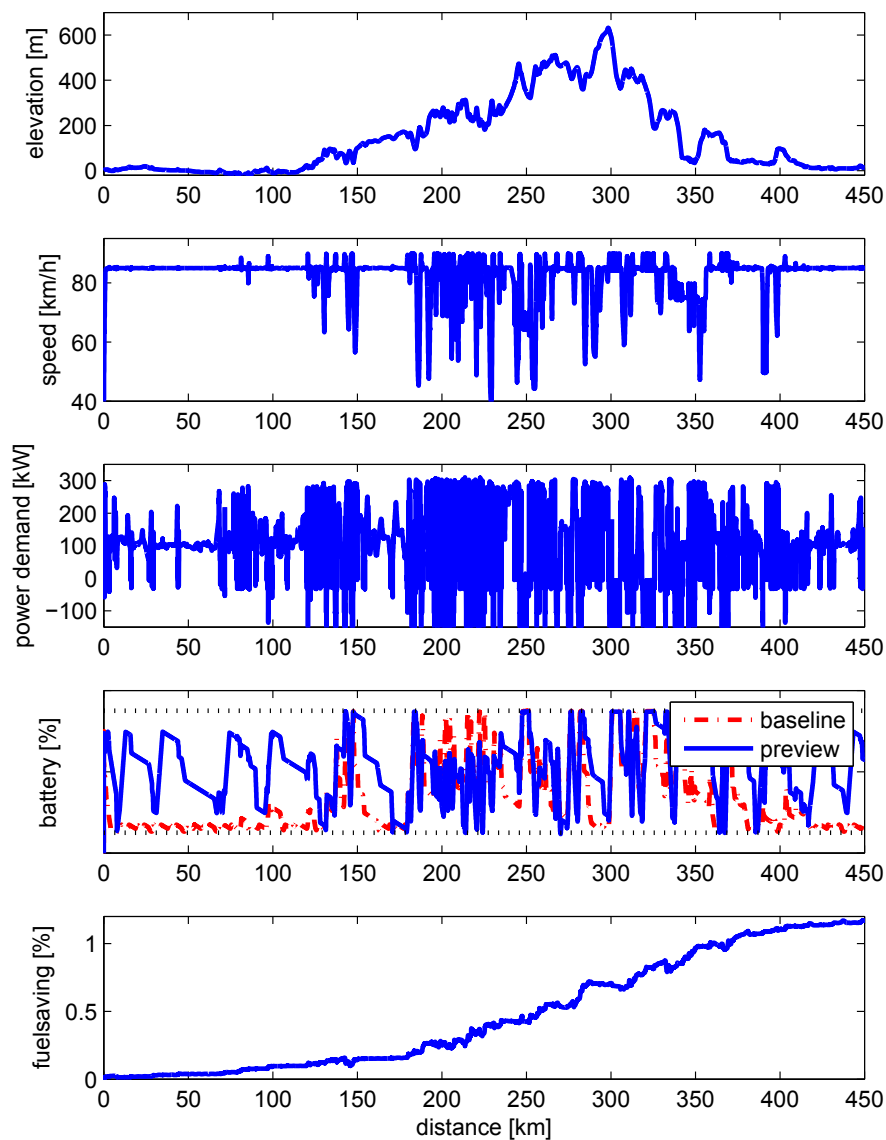 elevation [m]
600
400
200
0
0 50 100 150 200 250 300 350 400 450
speed [km/h]
80
60
40
0 50 100 150 200 250 300 350 400 450
power demand [kW]
300
200
100
0
−100
0 50 100 150 200 250 300 350 400 450
battery [%]
baseline
preview
0 50 100 150 200 250 300 350 400 450
fuelsaving [%]
1
0.5
0
0 50 100 150 200 250 300 350 400 450
distance [km]